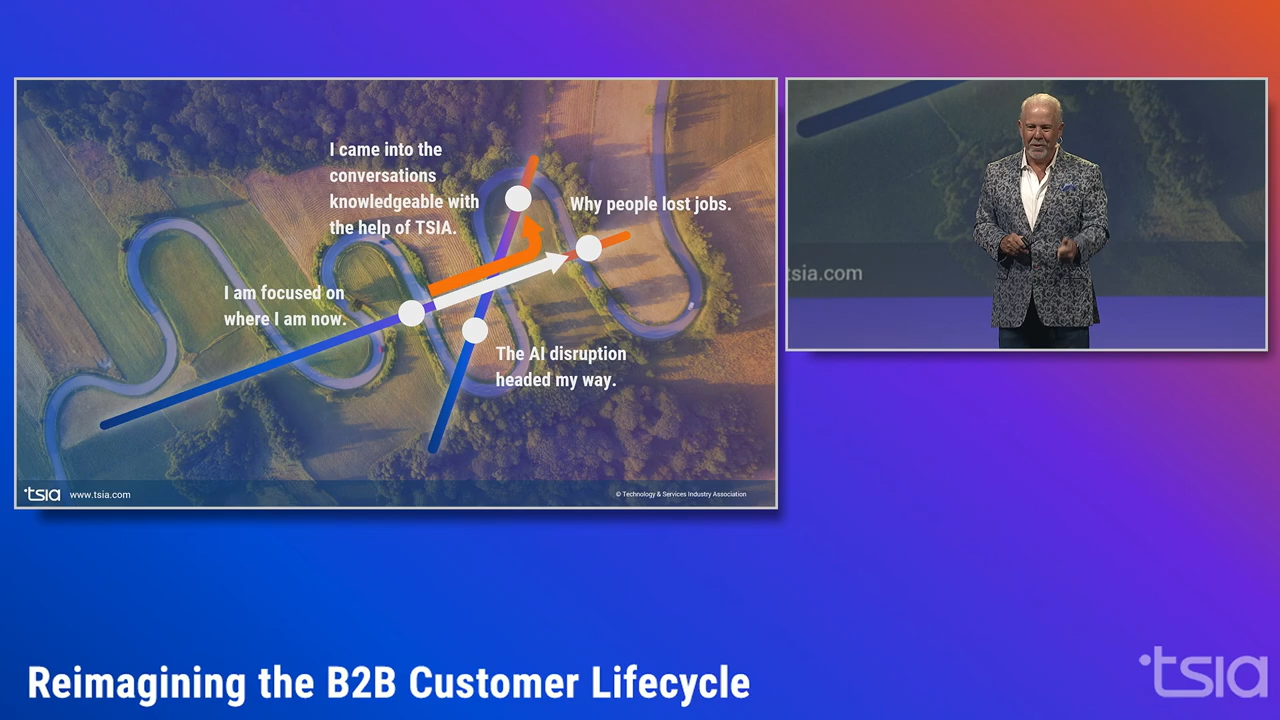 I came into the
conversations
knowledgeable with
the help of TSIA.
Why people lost jobs.
I am focused on
where I am now.
The AI disruption
headed my way.
tsia www.tsia.com
© Technology & Services Industry Association
tsia.com
Reimagining the B2B Customer Lifecycle
tsia